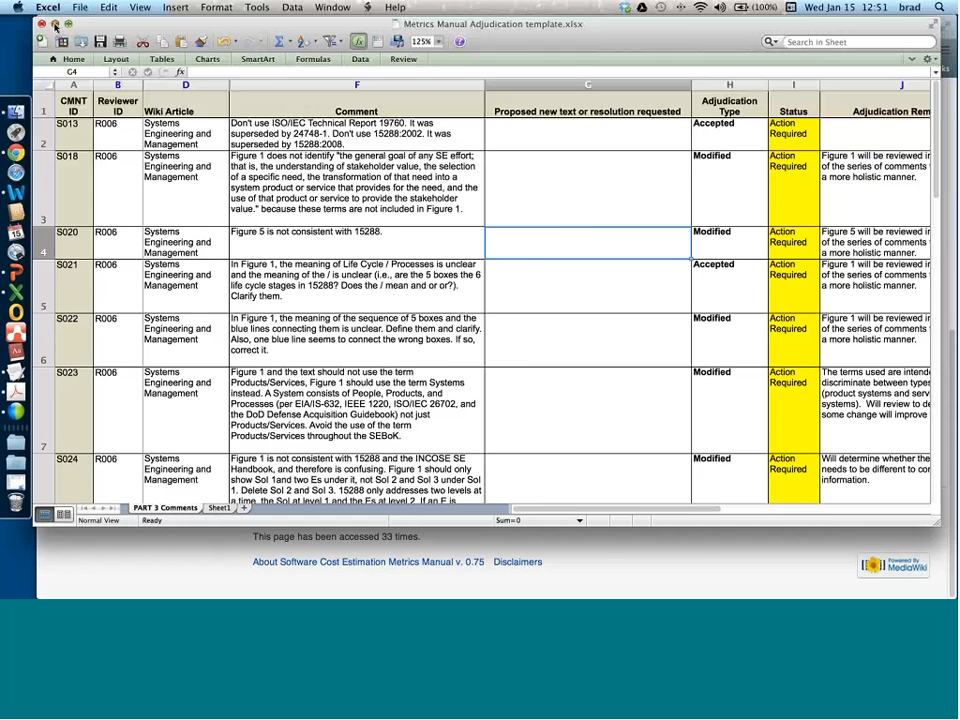 Excel File Edit View Insert Format Tools Data Window Help (100%) Wed Jan 15 12:51 brad
Metrics Manual Adjudication template.xlsx
125% Search in Sheet
Home Layout Tables Charts SmartArt Formulas Data Review
G4 fx
A B D F G H I J
1 CMNT ID Reviewer ID Wiki Article Comment Proposed new text or resolution requested Adjudication Type Status Adjudication Rem
2 S013 R006 Systems Engineering and Management
Don't use ISO/IEC Technical Report 19760. It was
superseded by 24748-1. Don't use 15288:2002. It was
superseded by 15288:2008.
Accepted Action Required
3 S018 R006 Systems Engineering and Management
Figure 1 does not identify "the general goal of any SE effort;
that is, the understanding of stakeholder value, the selection
of a specific need, the transformation of that need into a
system product or service that provides for the need, and the
use of that product or service to provide the stakeholder
value." because these terms are not included in Figure 1.
Modified Action Required
Figure 1 will be reviewed in
of the series of comments
a more holistic manner.
4 S020 R006 Systems Engineering and Management
Figure 5 is not consistent with 15288.
Modified Action Required
Figure 5 will be reviewed in
of the series of comments
a more holistic manner.
5 S021 R006 Systems Engineering and Management
In Figure 1, the meaning of Life Cycle / Processes is unclear
and the meaning of the / is unclear (i.e., are the 5 boxes the 6
life cycle stages in 15288? Does the / mean and or or?).
Clarify them.
Accepted Action Required
Figure 1 will be reviewed in
of the series of comments
a more holistic manner.
6 S022 R006 Systems Engineering and Management
In Figure 1, the meaning of the sequence of 5 boxes and the
blue lines connecting them is unclear. Define them and clarify.
Also, one blue line seems to connect the wrong boxes. If so,
correct it.
Modified Action Required
Figure 1 will be reviewed in
of the series of comments
a more holistic manner.
7 S023 R006 Systems Engineering and Management
Figure 1 and the text should not use the term
Products/Services, Figure 1 should use the term Systems
instead. A System consists of People, Products, and
Processes (per EIA/IS-632, IEEE 1220, ISO/IEC 26702, and
the DoD Defense Acquisition Guidebook) not just
Products/Services. Avoid the use of the term
Products/Services throughout the SEBoK.
Modified Action Required
The terms used are intende
discriminate between types
(product systems and serv
systems). Will review to de
some change will improve
S024 R006 Systems Engineering and Management
Figure 1 is not consistent with 15288 and the INCOSE SE
Handbook, and therefore is confusing. Figure 1 should only
show SoI 1and two Es under it, not SoI 2 and SoI 3 under SoI
1. Delete SoI 2 and SoI 3. 15288 only addresses two levels at
a time, the SoI at level 1 and the Es at level 2. If an E is
Modified Action Required
Will determine whether the
needs to be different to cor
information.
PART 3 Comments Sheet1 +
Normal View Ready Sum=0
This page has been accessed 33 times.
About Software Cost Estimation Metrics Manual v. 0.75 Disclaimers
Powered By
MediaWiki